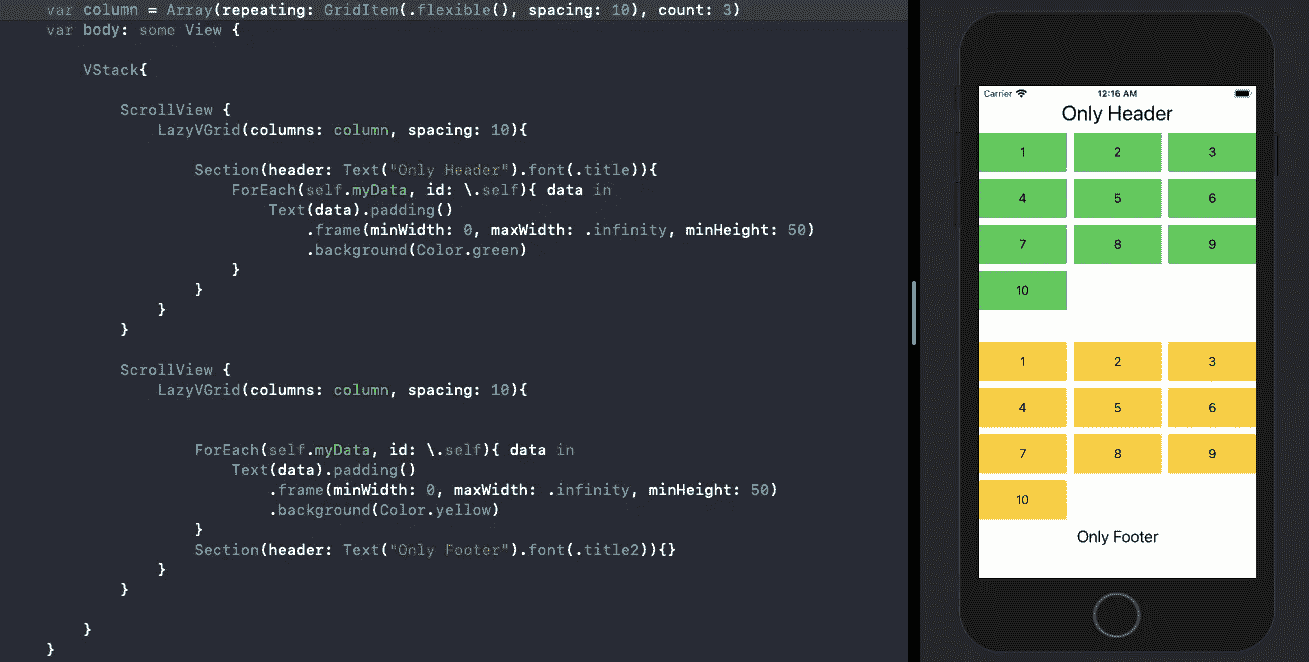 var column = Array(repeating: GridItem(.flexible(), spacing: 10), count: 3)
var body: some View {
VStack{
ScrollView {
LazyVGrid(columns: column, spacing: 10){
Section(header: Text("Only Header").font(.title)){
ForEach(self.myData, id: \.self){ data in
Text(data).padding()
.frame(minWidth: 0, maxWidth: .infinity, minHeight: 50)
.background(Color.green)
}
}
}
}
ScrollView {
LazyVGrid(columns: column, spacing: 10){
ForEach(self.myData, id: \.self){ data in
Text(data).padding()
.frame(minWidth: 0, maxWidth: .infinity, minHeight: 50)
.background(Color.yellow)
}
Section(header: Text("Only Footer").font(.title2)){}
}
}
}
}
Carrier 12:16 AM
Only Header
1 2 3
4 5 6
7 8 9
10
1 2 3
4 5 6
7 8 9
10
Only Footer